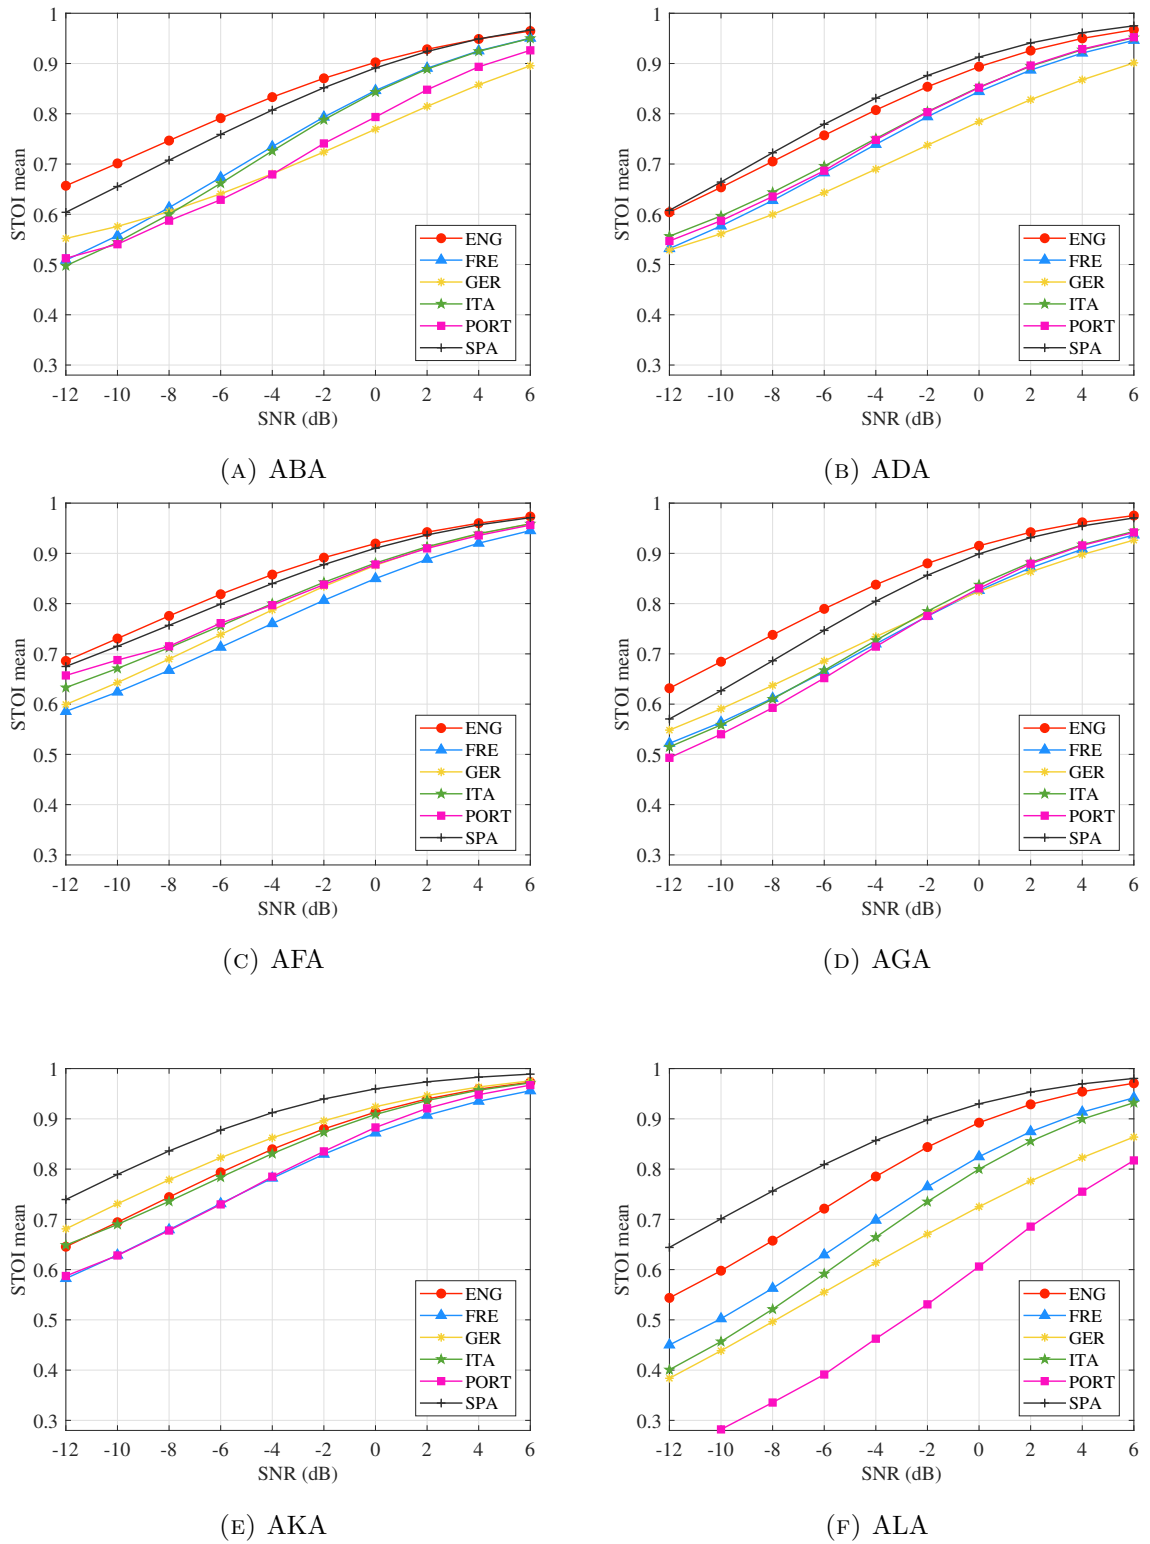 1
0.9
0.8
0.7
0.6
0.5
0.4
0.3
STOI mean
-12 -10 -8 -6 -4 -2 0 2 4 6
SNR (dB)
ENG
FRE
GER
ITA
PORT
SPA
(A) ABA
1
0.9
0.8
0.7
0.6
0.5
0.4
0.3
STOI mean
-12 -10 -8 -6 -4 -2 0 2 4 6
SNR (dB)
ENG
FRE
GER
ITA
PORT
SPA
(B) ADA
1
0.9
0.8
0.7
0.6
0.5
0.4
0.3
STOI mean
-12 -10 -8 -6 -4 -2 0 2 4 6
SNR (dB)
ENG
FRE
GER
ITA
PORT
SPA
(C) AFA
1
0.9
0.8
0.7
0.6
0.5
0.4
0.3
STOI mean
-12 -10 -8 -6 -4 -2 0 2 4 6
SNR (dB)
ENG
FRE
GER
ITA
PORT
SPA
(D) AGA
1
0.9
0.8
0.7
0.6
0.5
0.4
0.3
STOI mean
-12 -10 -8 -6 -4 -2 0 2 4 6
SNR (dB)
ENG
FRE
GER
ITA
PORT
SPA
(E) AKA
1
0.9
0.8
0.7
0.6
0.5
0.4
0.3
STOI mean
-12 -10 -8 -6 -4 -2 0 2 4 6
SNR (dB)
ENG
FRE
GER
ITA
PORT
SPA
(F) ALA